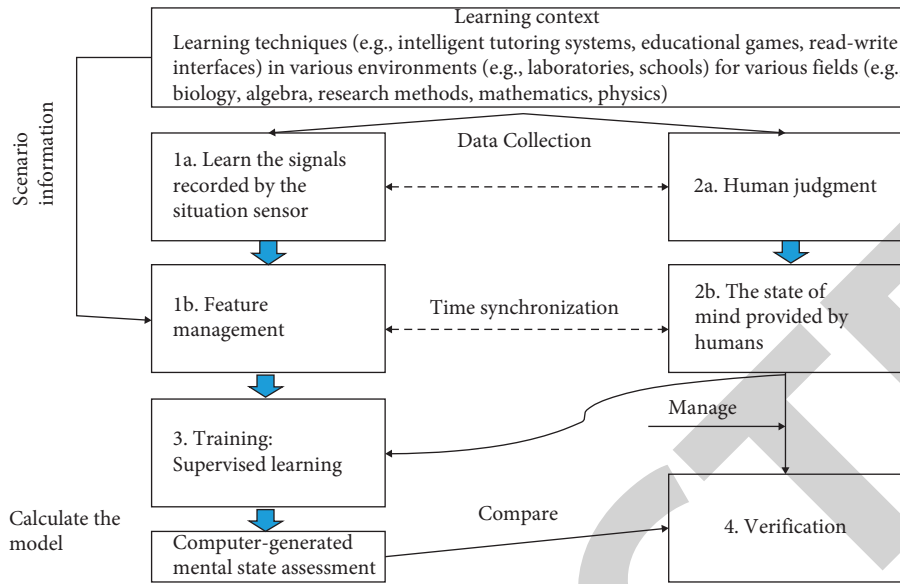 Learning context
Learning techniques (e.g., intelligent tutoring systems, educational games, read-write
interfaces) in various environments (e.g., laboratories, schools) for various fields (e.g.
biology, algebra, research methods, mathematics, physics)
Scenario
information
Data Collection
1a. Learn the signals
recorded by the
situation sensor
2a. Human judgment
1b. Feature
management
Time synchronization
2b. The state of
mind provided by
humans
Manage
3. Training:
Supervised learning
Calculate the
model
Compare
4. Verification
Computer-generated
mental state assessment